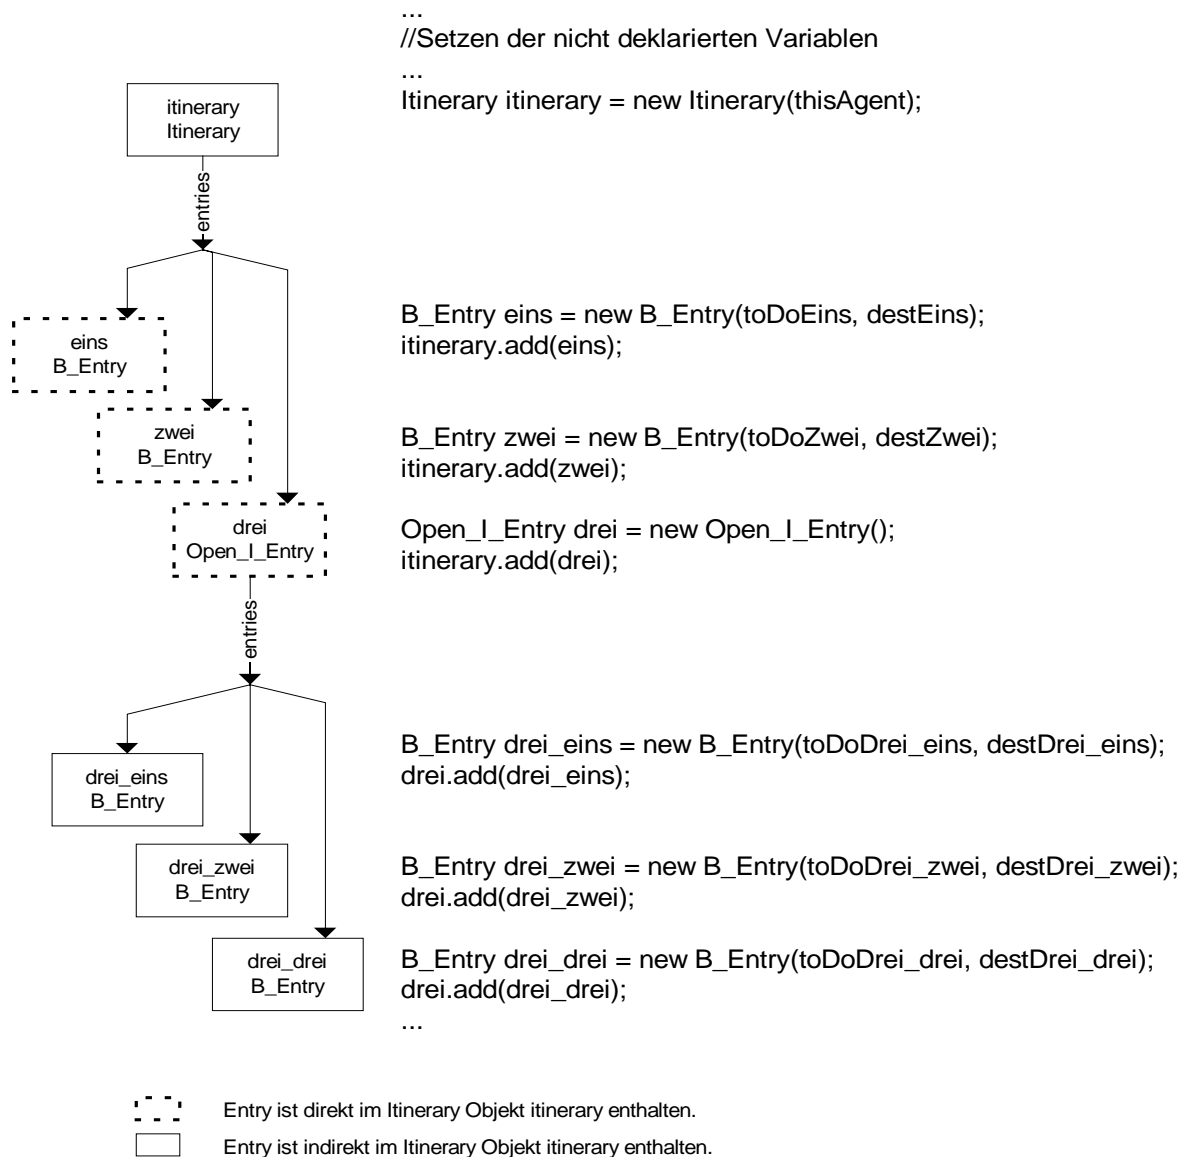 ...
//Setzen der nicht deklarierten Variablen
...
Itinerary itinerary = new Itinerary(thisAgent);
itinerary
Itinerary
entries
B_Entry eins = new B_Entry(toDoEins, destEins);
itinerary.add(eins);
eins
B_Entry
B_Entry zwei = new B_Entry(toDoZwei, destZwei);
itinerary.add(zwei);
zwei
B_Entry
Open_I_Entry drei = new Open_I_Entry();
itinerary.add(drei);
drei
Open_I_Entry
entries
B_Entry drei_eins = new B_Entry(toDoDrei_eins, destDrei_eins);
drei.add(drei_eins);
drei_eins
B_Entry
B_Entry drei_zwei = new B_Entry(toDoDrei_zwei, destDrei_zwei);
drei.add(drei_zwei);
drei_zwei
B_Entry
B_Entry drei_drei = new B_Entry(toDoDrei_drei, destDrei_drei);
drei.add(drei_drei);
...
drei_drei
B_Entry
Entry ist direkt im Itinerary Objekt itinerary enthalten.
Entry ist indirekt im Itinerary Objekt itinerary enthalten.